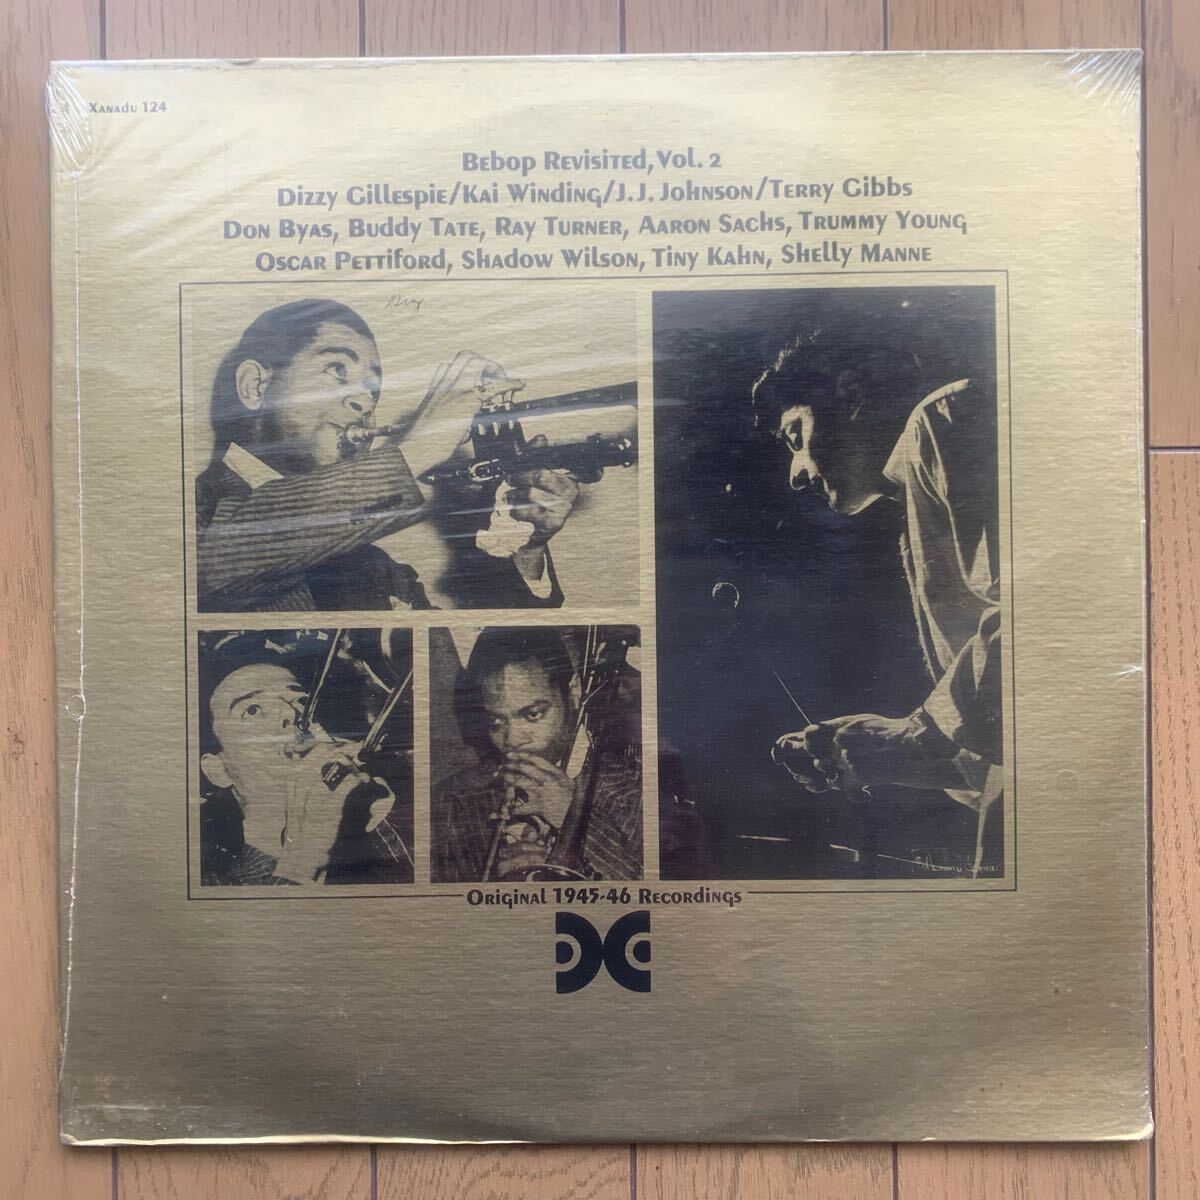 Xanadu 124
Bebop Revisited, Vol. 2
Dizzy Gillespie/Kai Winding/J.J. Johnson/Terry Gibbs
Don Byas, Buddy Tate, Ray Turner, Aaron Sachs, Trummy Young
Oscar Pettiford, Shadow Wilson, Tiny Kahn, Shelly Manne
Original 1945-46 Recordings